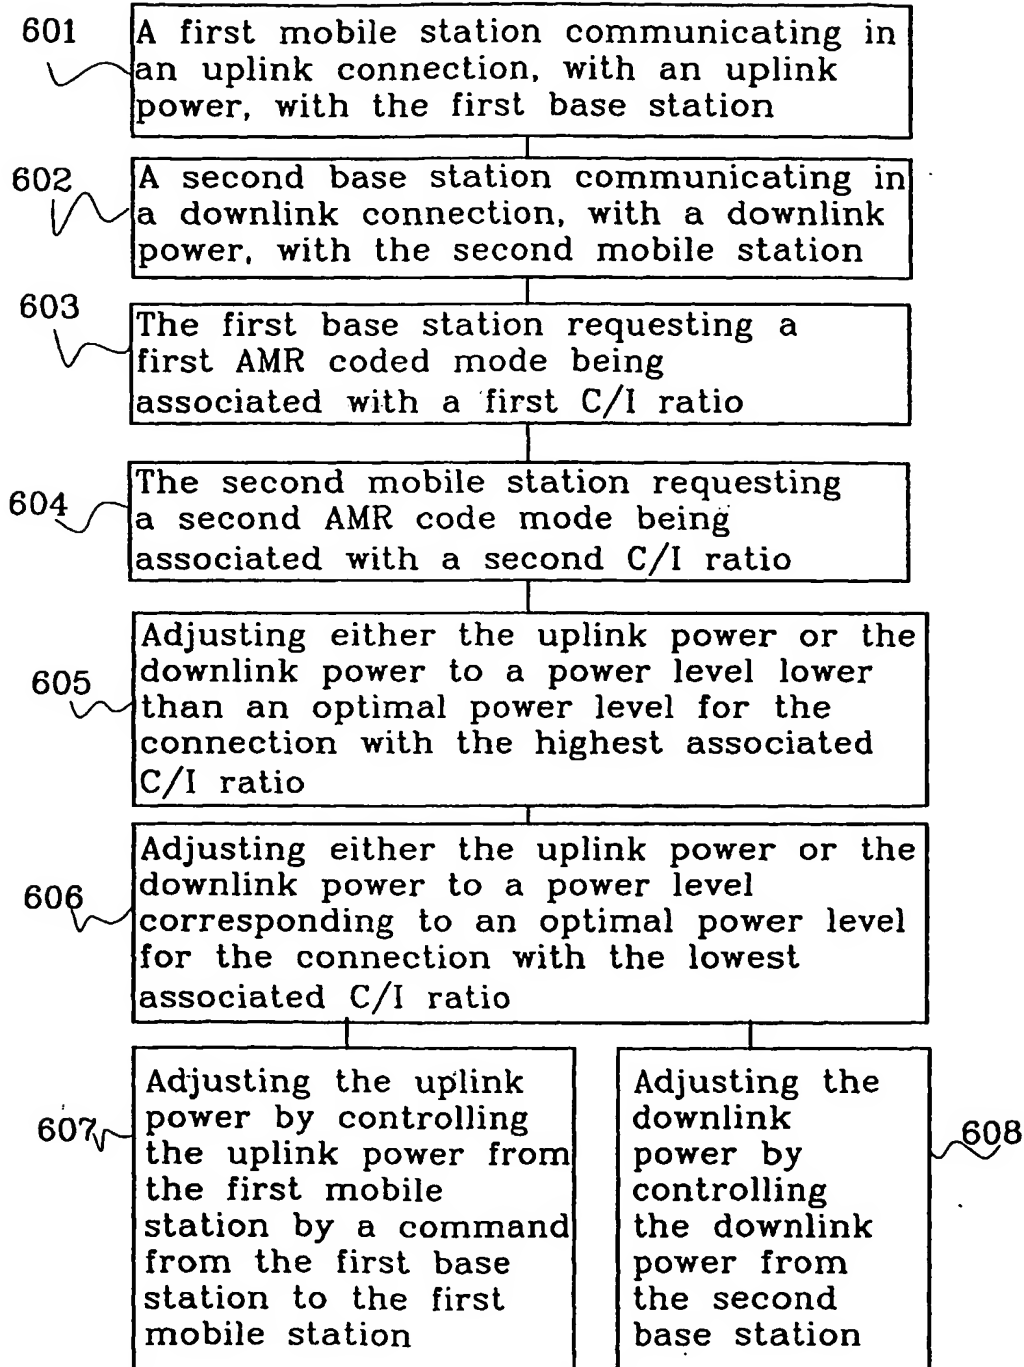 601
A first mobile station communicating in
an uplink connection, with an uplink
power, with the first base station
602
A second base station communicating in
a downlink connection, with a downlink
power, with the second mobile station
603
The first base station requesting a
first AMR coded mode being
associated with a first C/I ratio
604
The second mobile station requesting
a second AMR code mode being
associated with a second C/I ratio
605
Adjusting either the uplink power or the
downlink power to a power level lower
than an optimal power level for the
connection with the highest associated
C/I ratio
606
Adjusting either the uplink power or the
downlink power to a power level
corresponding to an optimal power level
for the connection with the lowest
associated C/I ratio
607
Adjusting the uplink
power by controlling
the uplink power from
the first mobile
station by a command
from the first base
station to the first
mobile station
608
Adjusting the
downlink
power by
controlling
the downlink
power from
the second
base station